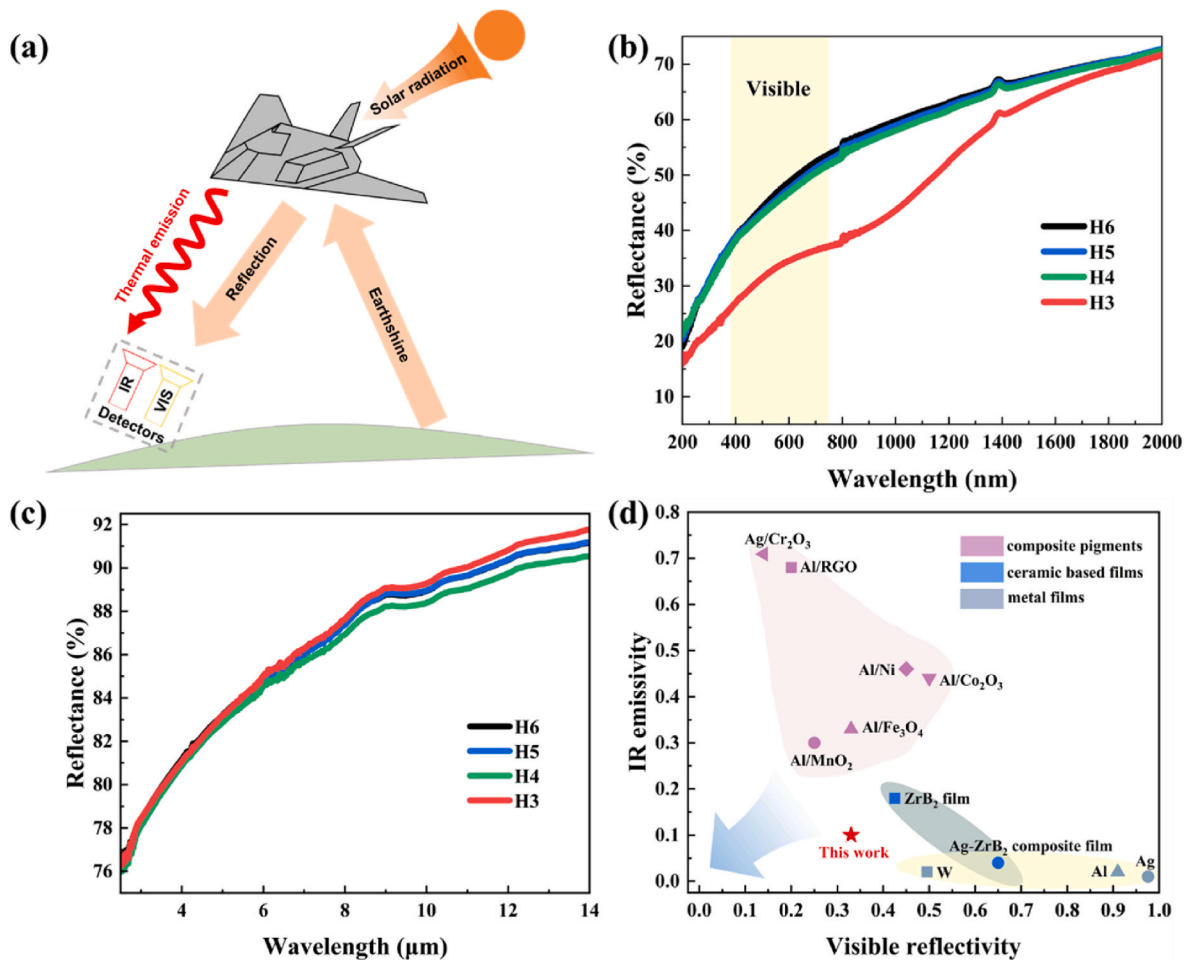 (a)
Solar radiation
Thermal emission
Reflection
Earthshine
IR
VIS
Detectors
(b)
Visible
Reflectance (%)
70
60
50
40
30
20
10
H6
H5
H4
H3
200 400 600 800 1000 1200 1400 1600 1800 2000
Wavelength (nm)
(c)
Reflectance (%)
92
90
88
86
84
82
80
78
76
H6
H5
H4
H3
4 6 8 10 12 14
Wavelength (μm)
(d)
IR emissivity
0.8
0.7
0.6
0.5
0.4
0.3
0.2
0.1
0.0
composite pigments
ceramic based films
metal films
Ag/Cr₂O₃
Al/RGO
Al/Ni
Al/Co₂O₃
Al/Fe₃O₄
Al/MnO₂
ZrB₂ film
This work
Ag-ZrB₂ composite film
W
Al
Ag
0.0 0.1 0.2 0.3 0.4 0.5 0.6 0.7 0.8 0.9 1.0
Visible reflectivity